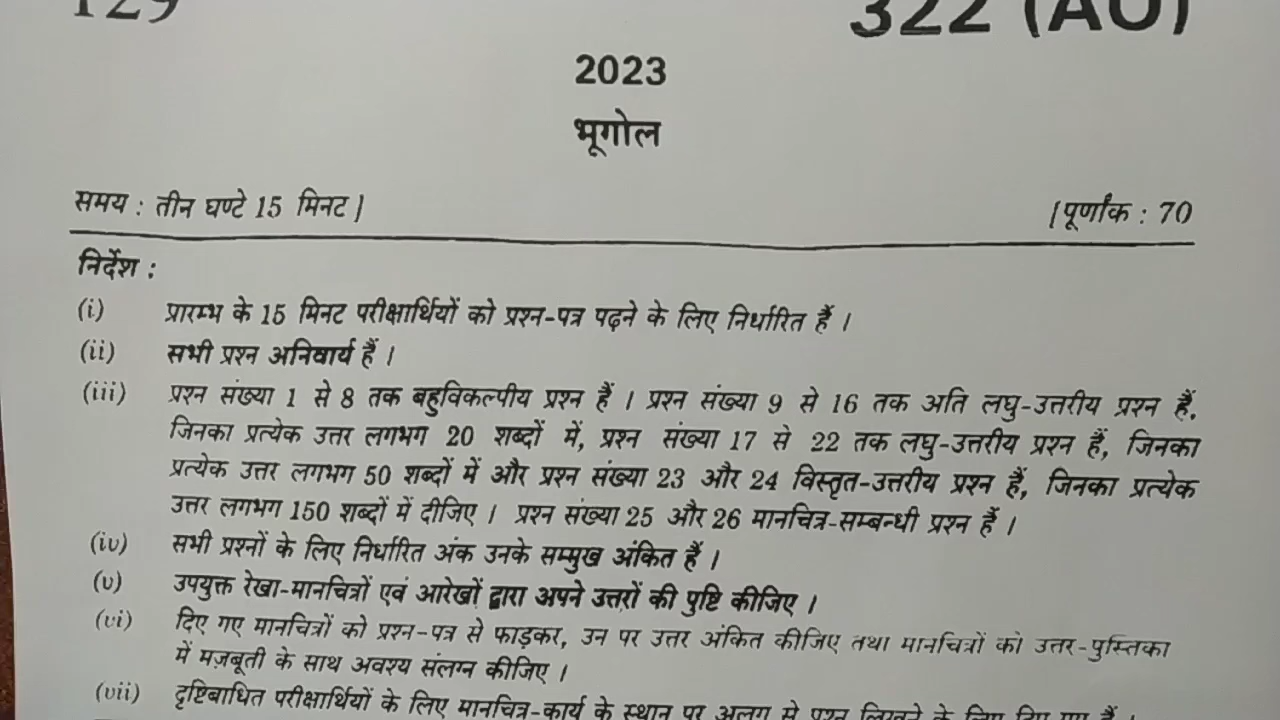 129
322 (AO)
2023
भूगोल
समय : तीन घण्टे 15 मिनट ]
[ पूर्णांक : 70
निर्देश :
(i) प्रारम्भ के 15 मिनट परीक्षार्थियों को प्रश्न-पत्र पढ़ने के लिए निर्धारित हैं ।
(ii) सभी प्रश्न अनिवार्य हैं ।
(iii) प्रश्न संख्या 1 से 8 तक बहुविकल्पीय प्रश्न हैं । प्रश्न संख्या 9 से 16 तक अति लघु-उत्तरीय प्रश्न हैं,
जिनका प्रत्येक उत्तर लगभग 20 शब्दों में, प्रश्न संख्या 17 से 22 तक लघु-उत्तरीय प्रश्न हैं, जिनका
प्रत्येक उत्तर लगभग 50 शब्दों में और प्रश्न संख्या 23 और 24 विस्तृत-उत्तरीय प्रश्न हैं, जिनका प्रत्येक
उत्तर लगभग 150 शब्दों में दीजिए । प्रश्न संख्या 25 और 26 मानचित्र-सम्बन्धी प्रश्न हैं ।
(iv) सभी प्रश्नों के लिए निर्धारित अंक उनके सम्मुख अंकित हैं ।
(v) उपयुक्त रेखा-मानचित्रों एवं आरेखों द्वारा अपने उत्तरों की पुष्टि कीजिए ।
(vi) दिए गए मानचित्रों को प्रश्न-पत्र से फाड़कर, उन पर उत्तर अंकित कीजिए तथा मानचित्रों को उत्तर-पुस्तिका
में मज़बूती के साथ अवश्य संलग्न कीजिए ।
(vii) दृष्टिबाधित परीक्षार्थियों के लिए मानचित्र-कार्य के स्थान पर अलग से प्रश्न लिखने के लिए दिए गए हैं ।